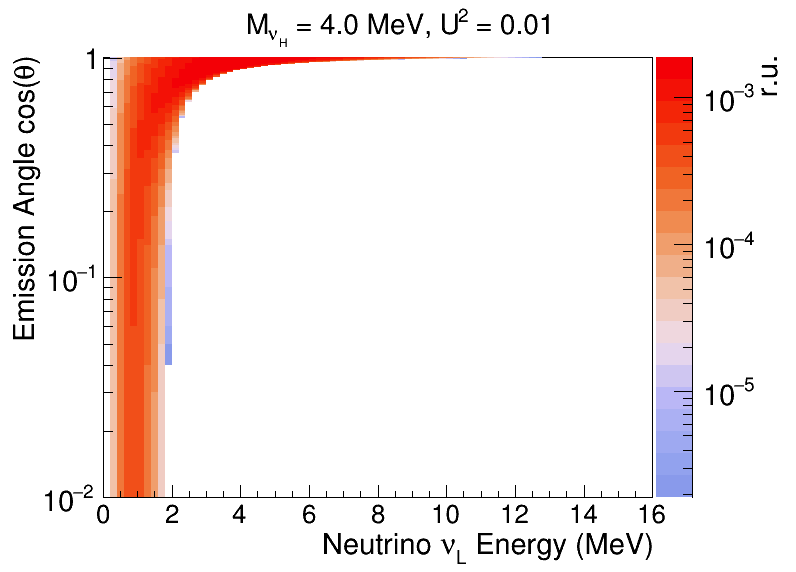 M_{ν_H} = 4.0 MeV, U² = 0.01
Emission Angle cos(θ)
1
10⁻¹
10⁻²
0 2 4 6 8 10 12 14 16
Neutrino ν_L Energy (MeV)
r.u.
10⁻³
10⁻⁴
10⁻⁵